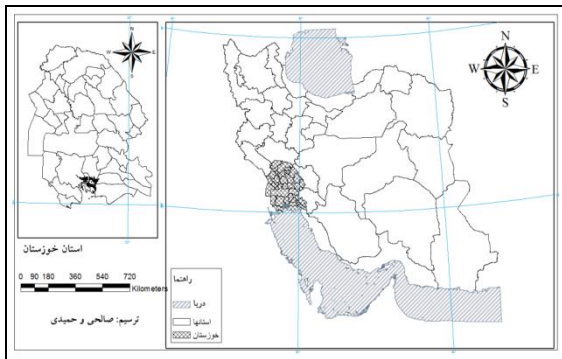 N
W E
S
N
W E
S
استان خوزستان
0 90 180 360 540 720
Kilometers
ترسیم: صالحی و حمیدی
راهنما
دریا
استانها
خوزستان